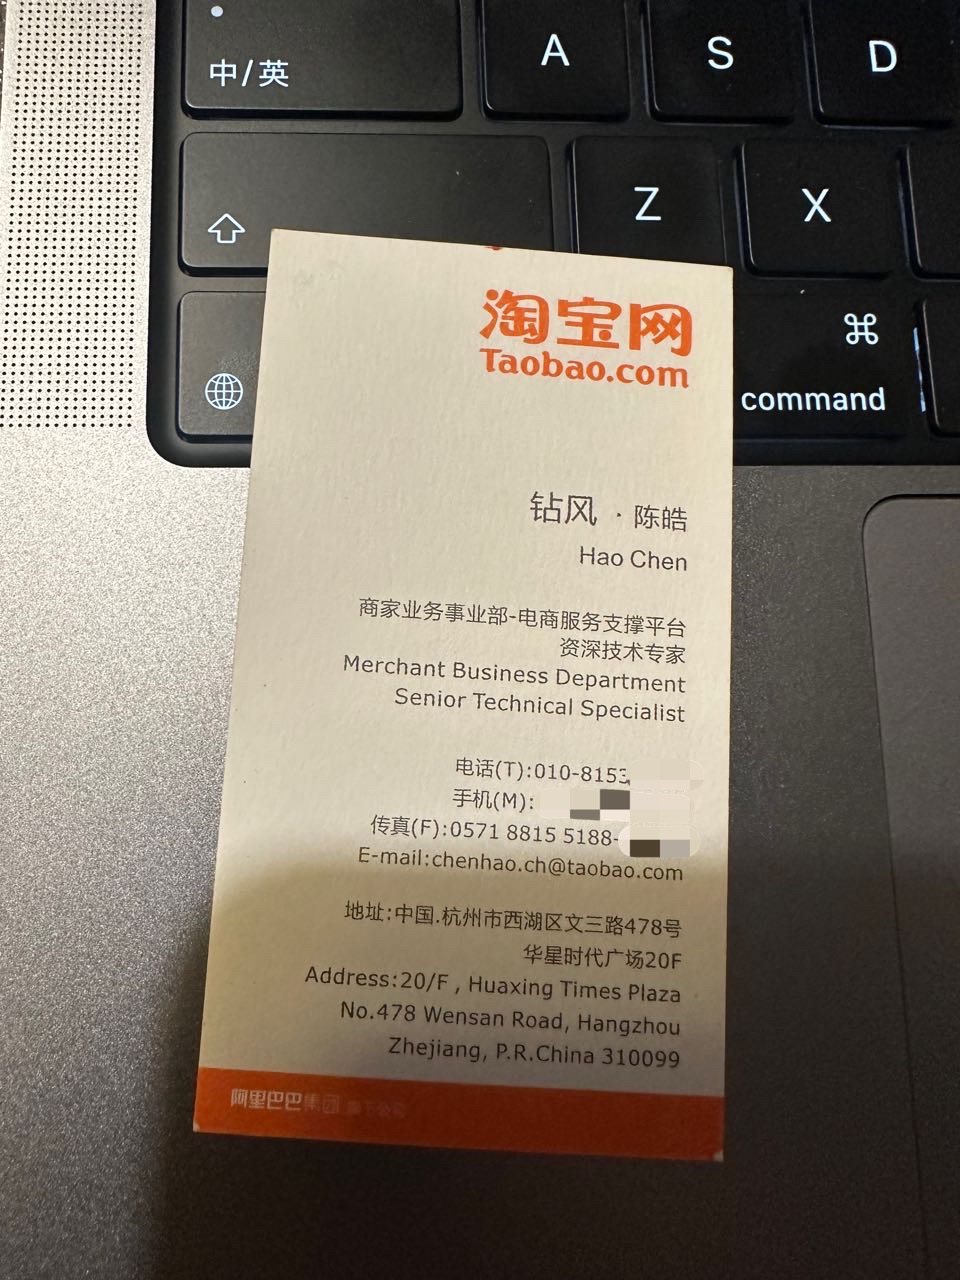 中/英
A
S
D
Z
X
⌘
command
淘宝网
Taobao.com
钻风 · 陈皓
Hao Chen
商家业务事业部-电商服务支撑平台
资深技术专家
Merchant Business Department
Senior Technical Specialist
电话(T):010-8153
手机(M):
传真(F):0571 8815 5188-
E-mail:chenhao.ch@taobao.com
地址:中国.杭州市西湖区文三路478号
华星时代广场20F
Address:20/F , Huaxing Times Plaza
No.478 Wensan Road, Hangzhou
Zhejiang, P.R.China 310099
阿里巴巴集团